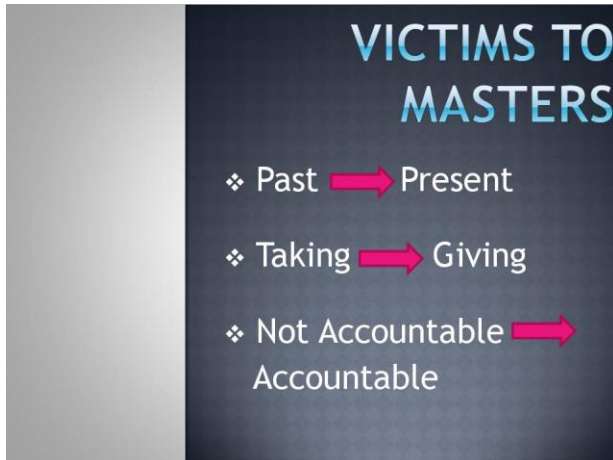 VICTIMS TO
MASTERS
❖ Past Present
❖ Taking Giving
❖ Not Accountable
Accountable